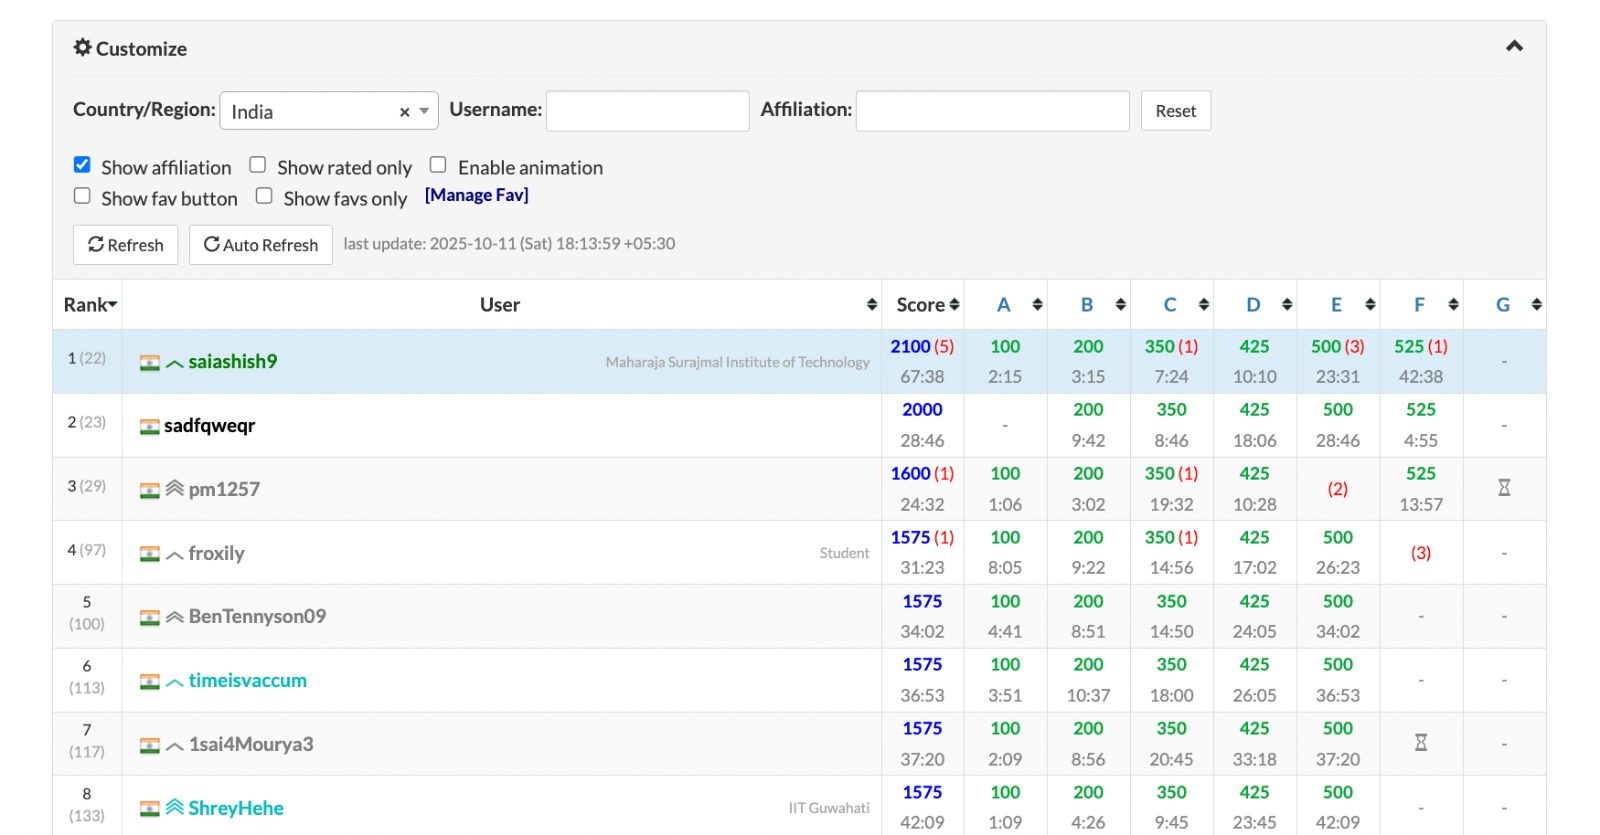 Customize
Country/Region: India × Username: Affiliation: Reset
Show affiliation Show rated only Enable animation
Show fav button Show favs only [Manage Fav]
Refresh Auto Refresh last update: 2025-10-11 (Sat) 18:13:59 +05:30
Rank User Score A B C D E F G
1 (22) saiashish9 Maharaja Surajmal Institute of Technology 2100 (5) 100 200 350 (1) 425 500 (3) 525 (1) -
67:38 2:15 3:15 7:24 10:10 23:31 42:38
2 (23) sadfqweqr 2000 - 200 350 425 500 525 -
28:46 9:42 8:46 18:06 28:46 4:55
3 (29) pm1257 1600 (1) 100 200 350 (1) 425 (2) 525
24:32 1:06 3:02 19:32 10:28 13:57
4 (97) froxily Student 1575 (1) 100 200 350 (1) 425 500 (3) -
31:23 8:05 9:22 14:56 17:02 26:23
5 BenTennyson09 1575 100 200 350 425 500 - -
(100) 34:02 4:41 8:51 14:50 24:05 34:02
6 timeisvaccum 1575 100 200 350 425 500 - -
(113) 36:53 3:51 10:37 18:00 26:05 36:53
7 1sai4Mourya3 1575 100 200 350 425 500 -
(117) 37:20 2:09 8:56 20:45 33:18 37:20
8 ShreyHehe IIT Guwahati 1575 100 200 350 425 500 - -
(133) 42:09 1:09 4:26 9:45 23:45 42:09